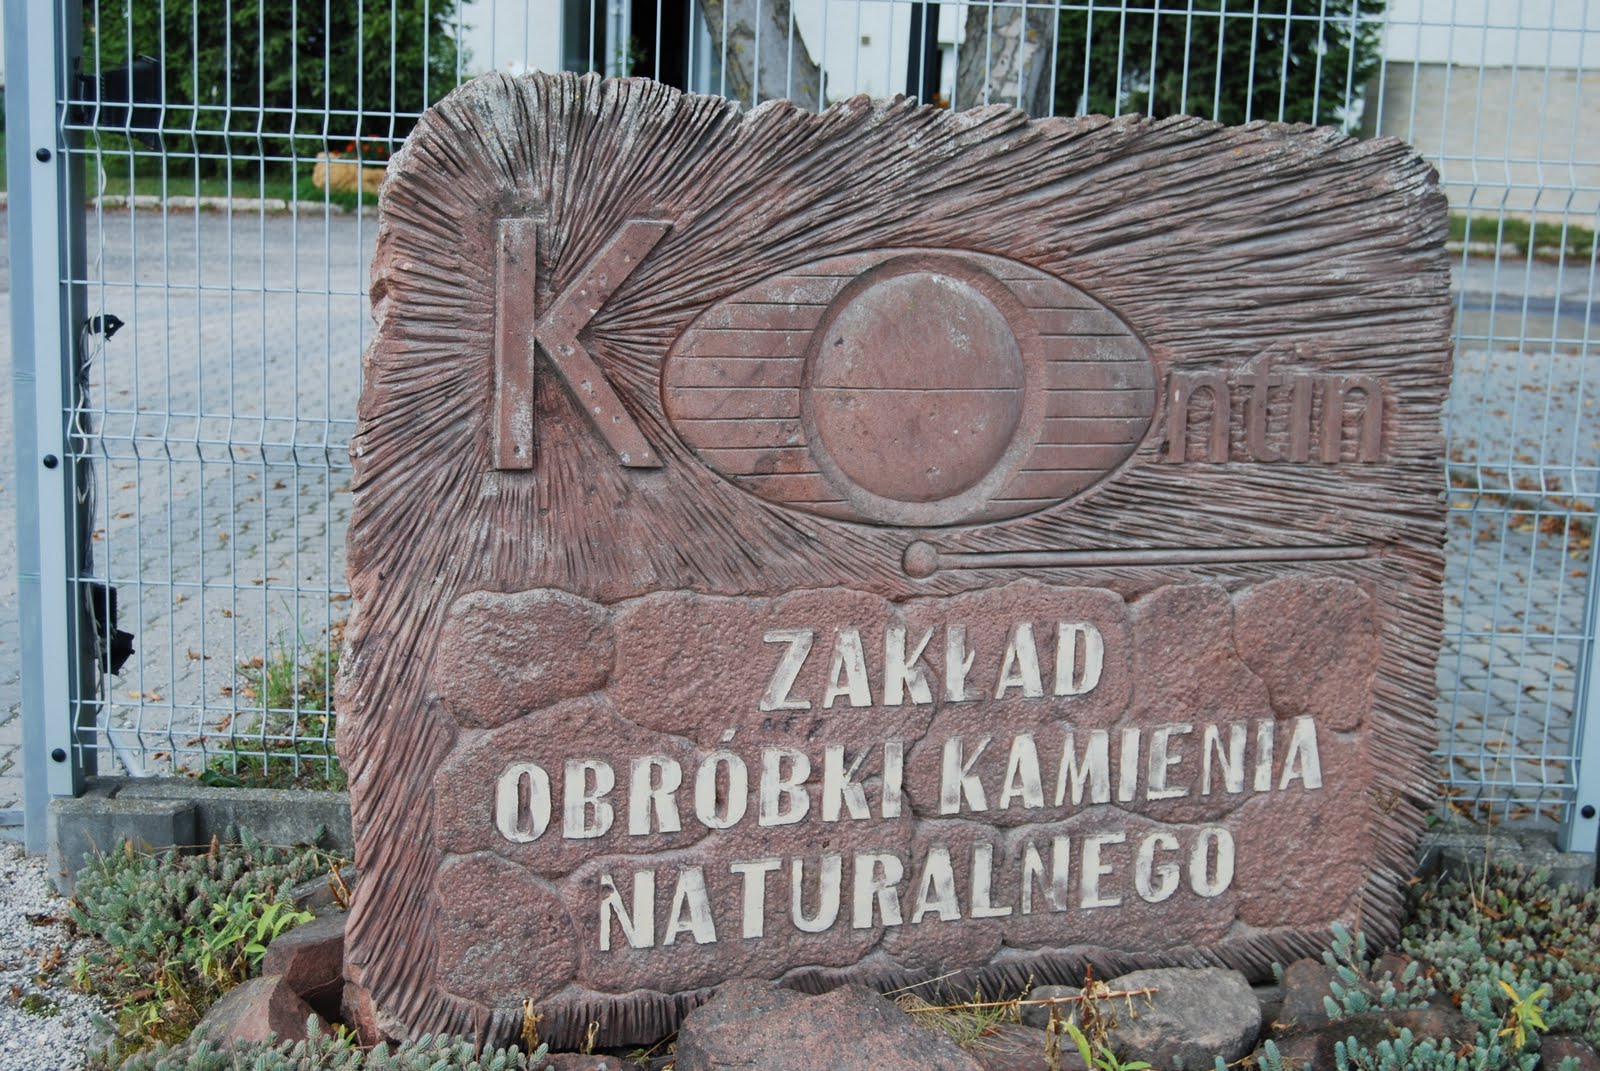 Kontin
ZAKŁAD
OBRÓBKI KAMIENIA
NATURALNEGO